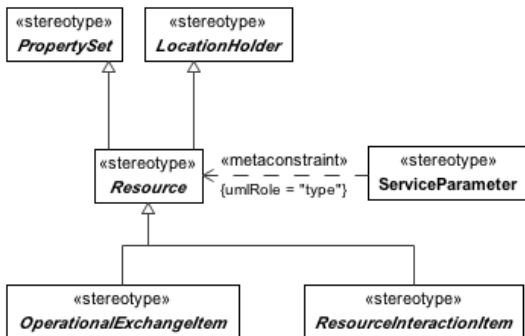 «stereotype»
PropertySet
«stereotype»
LocationHolder
«stereotype»
Resource
«metaconstraint»
{umlRole = "type"}
«stereotype»
ServiceParameter
«stereotype»
OperationalExchangeItem
«stereotype»
ResourceInteractionItem